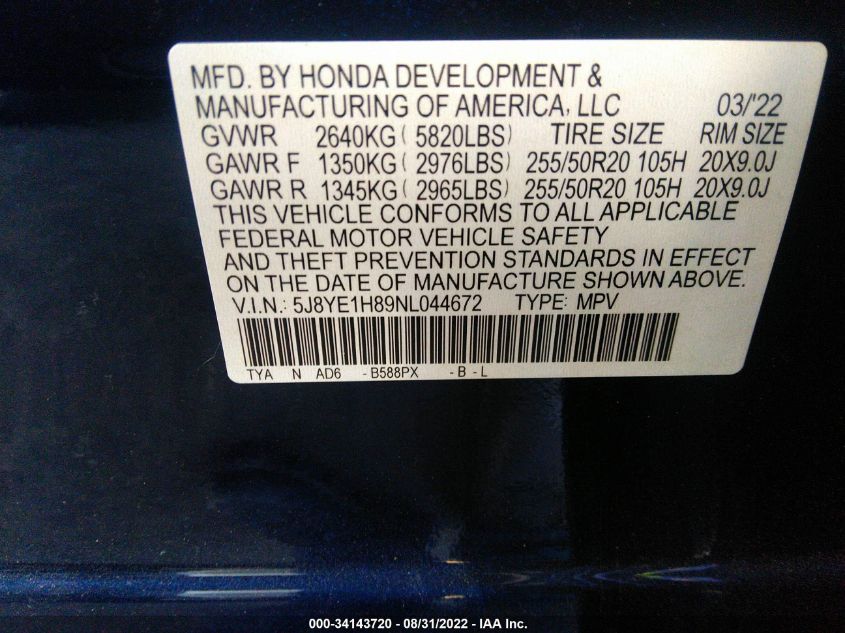 MFD. BY HONDA DEVELOPMENT &
MANUFACTURING OF AMERICA, LLC 03/'22
GVWR 2640KG ( 5820LBS) TIRE SIZE RIM SIZE
GAWR F 1350KG ( 2976LBS) 255/50R20 105H 20X9.0J
GAWR R 1345KG ( 2965LBS) 255/50R20 105H 20X9.0J
THIS VEHICLE CONFORMS TO ALL APPLICABLE
FEDERAL MOTOR VEHICLE SAFETY
AND THEFT PREVENTION STANDARDS IN EFFECT
ON THE DATE OF MANUFACTURE SHOWN ABOVE.
V.I.N.: 5J8YE1H89NL044672 TYPE: MPV
TYA N AD6 -B588PX -B-L
000-34143720 - 08/31/2022 - IAA Inc.